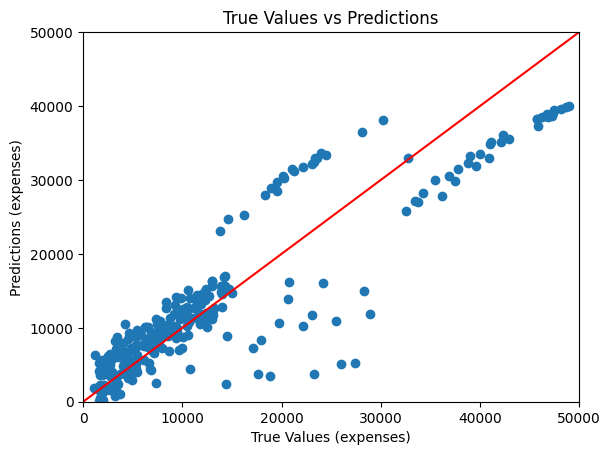 True Values vs Predictions
50000
40000
30000
20000
10000
0
Predictions (expenses)
0 10000 20000 30000 40000 50000
True Values (expenses)